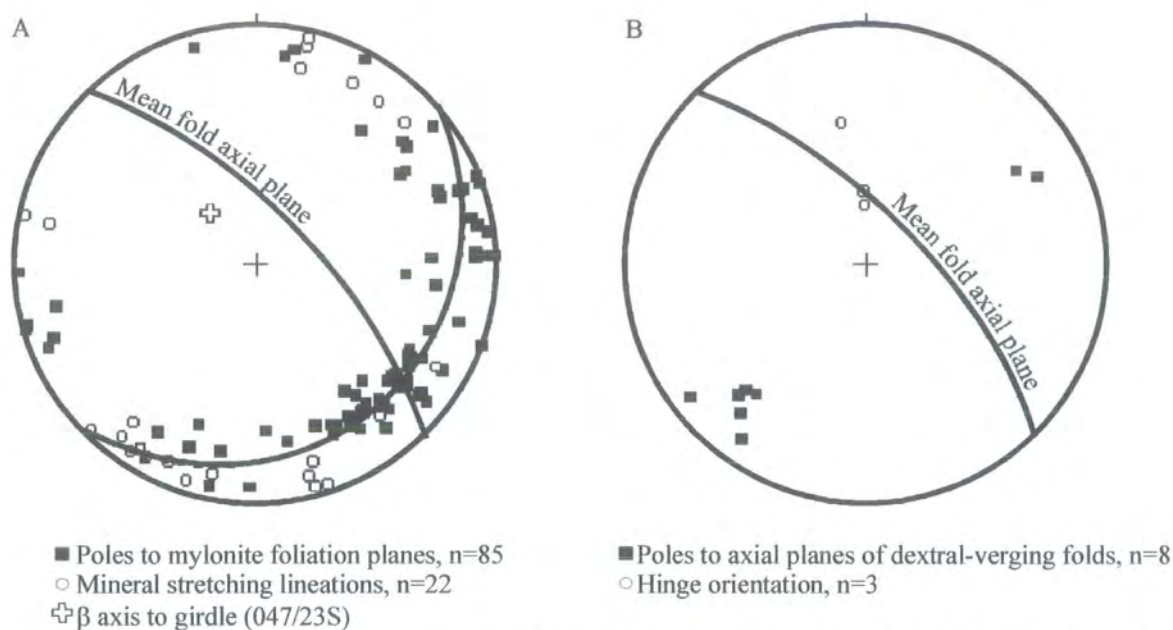 A
B
Mean fold axial plane
Mean fold axial plane
■ Poles to mylonite foliation planes, n=85
○ Mineral stretching lineations, n=22
β axis to girdle (047/23S)
■ Poles to axial planes of dextral-verging folds, n=8
○ Hinge orientation, n=3